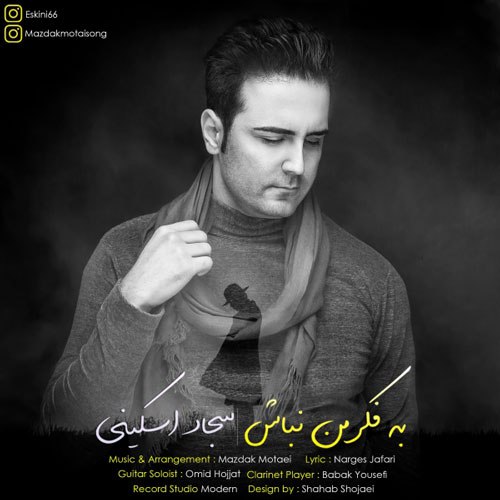 Eskini66
Mazdakmotaisong
به فکر من نباش سجاد اسکینی
Music & Arrangement : Mazdak Motaei Lyric : Narges Jafari
Guitar Soloist : Omid Hojjat Clarinet Player : Babak Yousefi
Record Studio Modern Design by : Shahab Shojaei